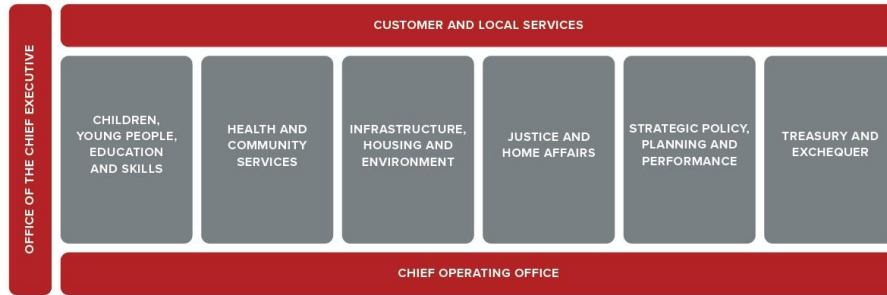 OFFICE OF THE CHIEF EXECUTIVE
CUSTOMER AND LOCAL SERVICES
CHILDREN,
YOUNG PEOPLE,
EDUCATION
AND SKILLS
HEALTH AND
COMMUNITY
SERVICES
INFRASTRUCTURE,
HOUSING AND
ENVIRONMENT
JUSTICE AND
HOME AFFAIRS
STRATEGIC POLICY,
PLANNING AND
PERFORMANCE
TREASURY AND
EXCHEQUER
CHIEF OPERATING OFFICE